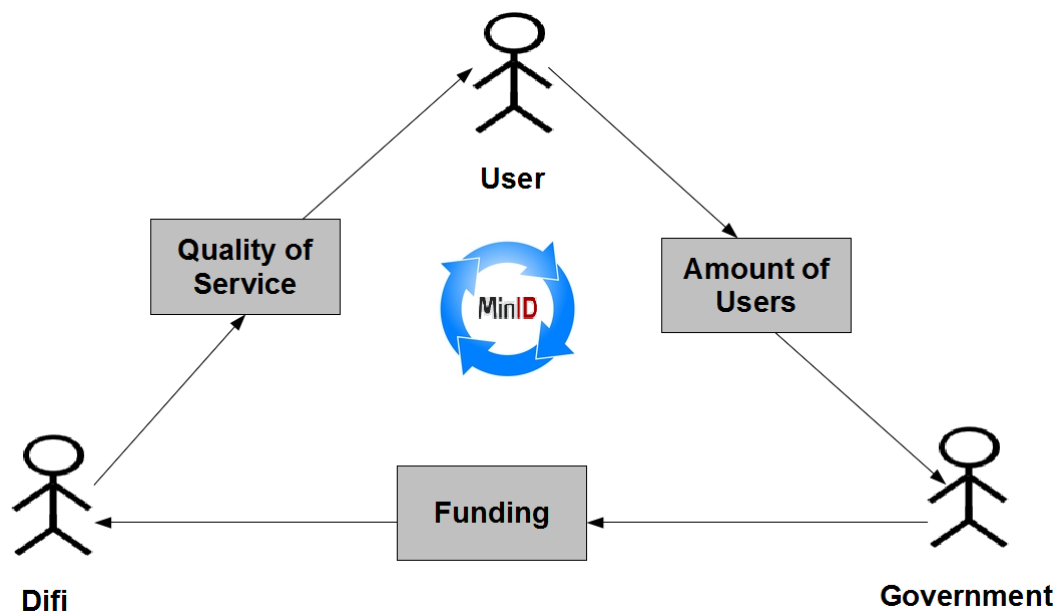 User
Quality of
Service
Amount of
Users
MinID
Funding
Difi
Government